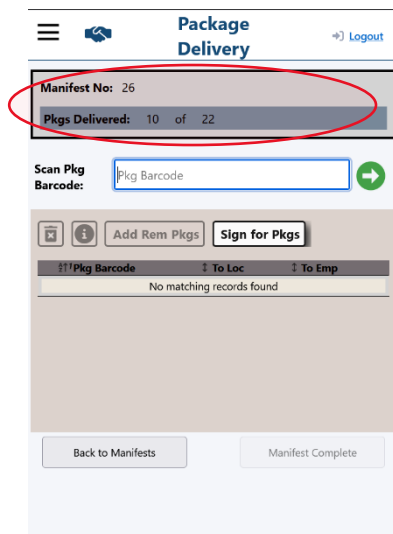 Package
Delivery
Logout
Manifest No: 26
Pkgs Delivered: 10 of 22
Scan Pkg
Barcode:
Pkg Barcode
Add Rem Pkgs
Sign for Pkgs
Pkg Barcode To Loc To Emp
No matching records found
Back to Manifests
Manifest Complete